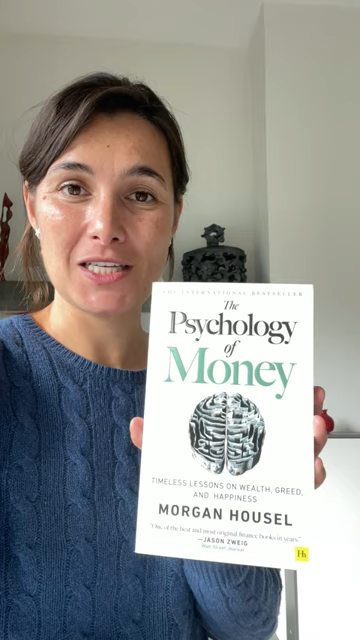 THE INTERNATIONAL BESTSELLER
The
Psychology
of
Money
TIMELESS LESSONS ON WEALTH, GREED,
AND HAPPINESS
MORGAN HOUSEL
"One of the best and most original finance books in years."
—JASON ZWEIG
Wall Street Journal
Hh